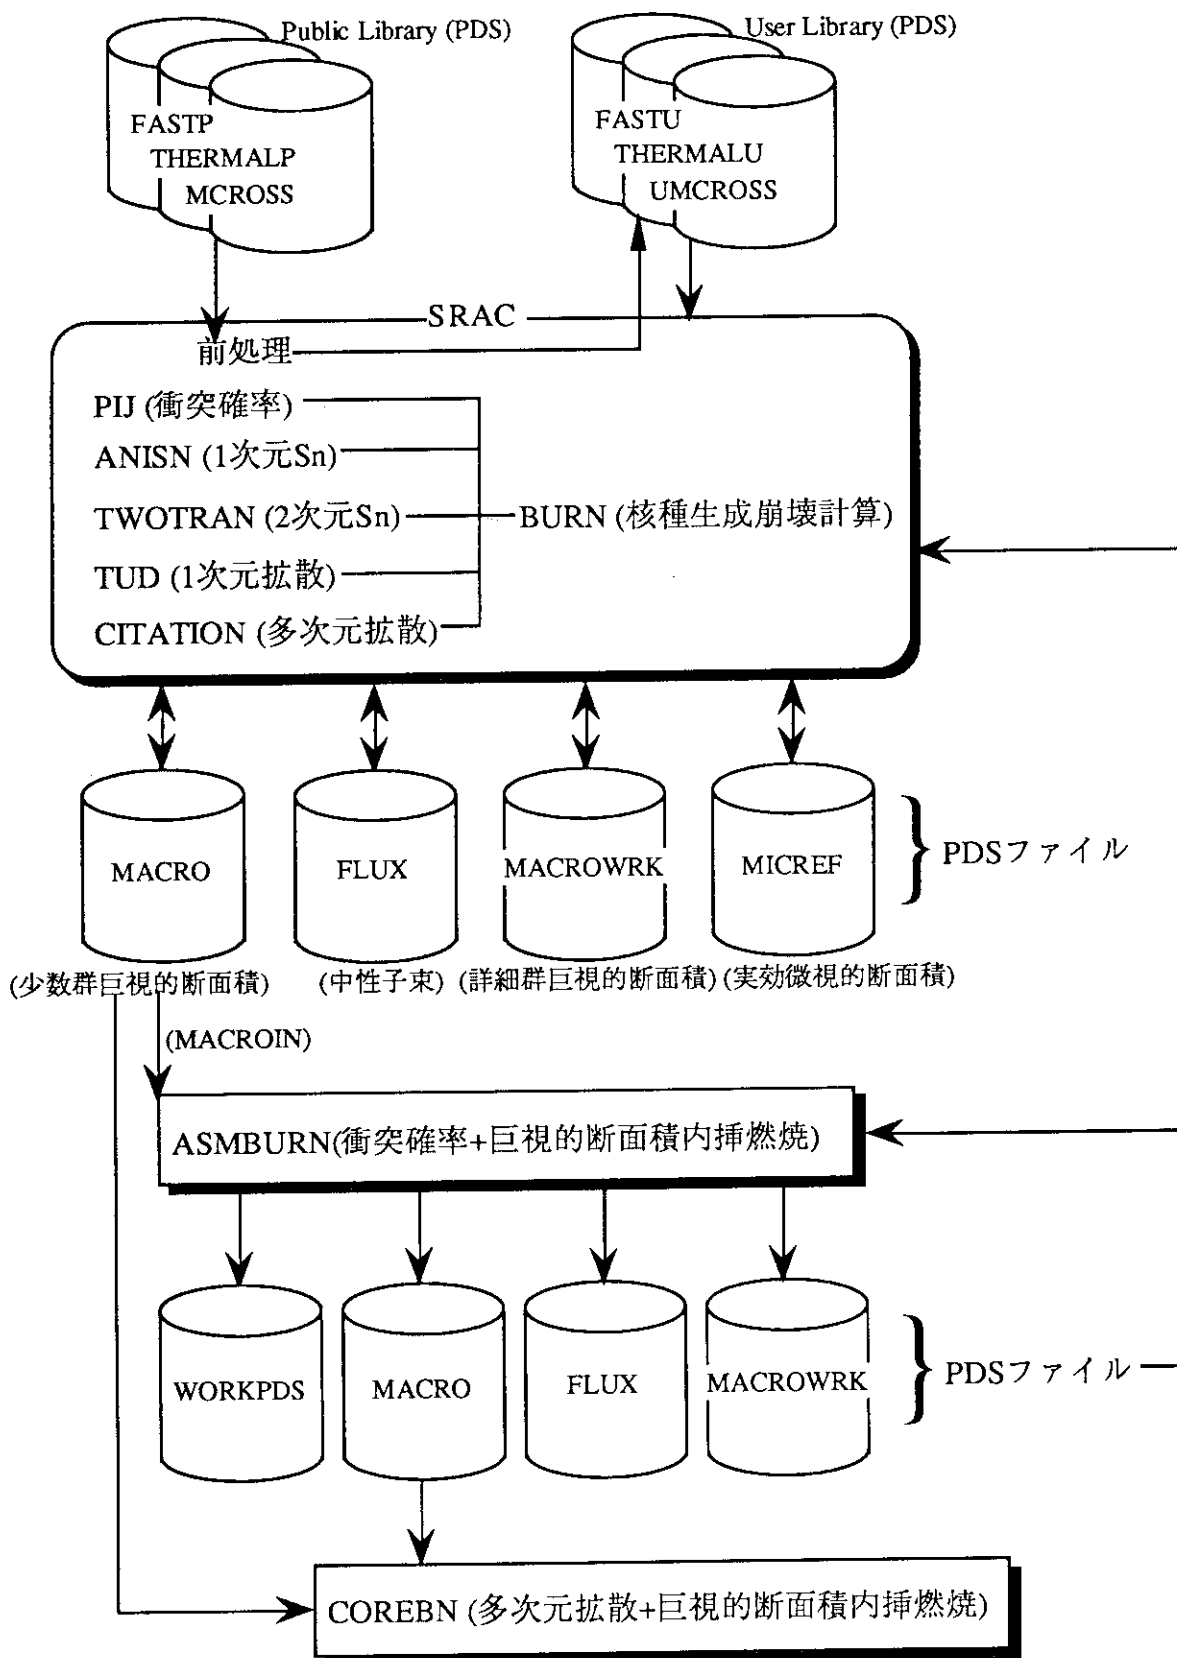 Public Library (PDS)
User Library (PDS)
FASTP
THERMALP
MCROSS
FASTU
THERMALU
UMCROSS
SRAC
前処理
PIJ (衝突確率)
ANISN (1次元Sn)
TWOTRAN (2次元Sn)
BURN (核種生成崩壊計算)
TUD (1次元拡散)
CITATION (多次元拡散)
MACRO
FLUX
MACROWRK
MICREF
PDSファイル
(少数群巨視的断面積)
(中性子束)
(詳細群巨視的断面積)
(実効微視的断面積)
(MACROIN)
ASMBURN(衝突確率+巨視的断面積内挿燃焼)
WORKPDS
MACRO
FLUX
MACROWRK
PDSファイル
COREBN (多次元拡散+巨視的断面積内挿燃焼)